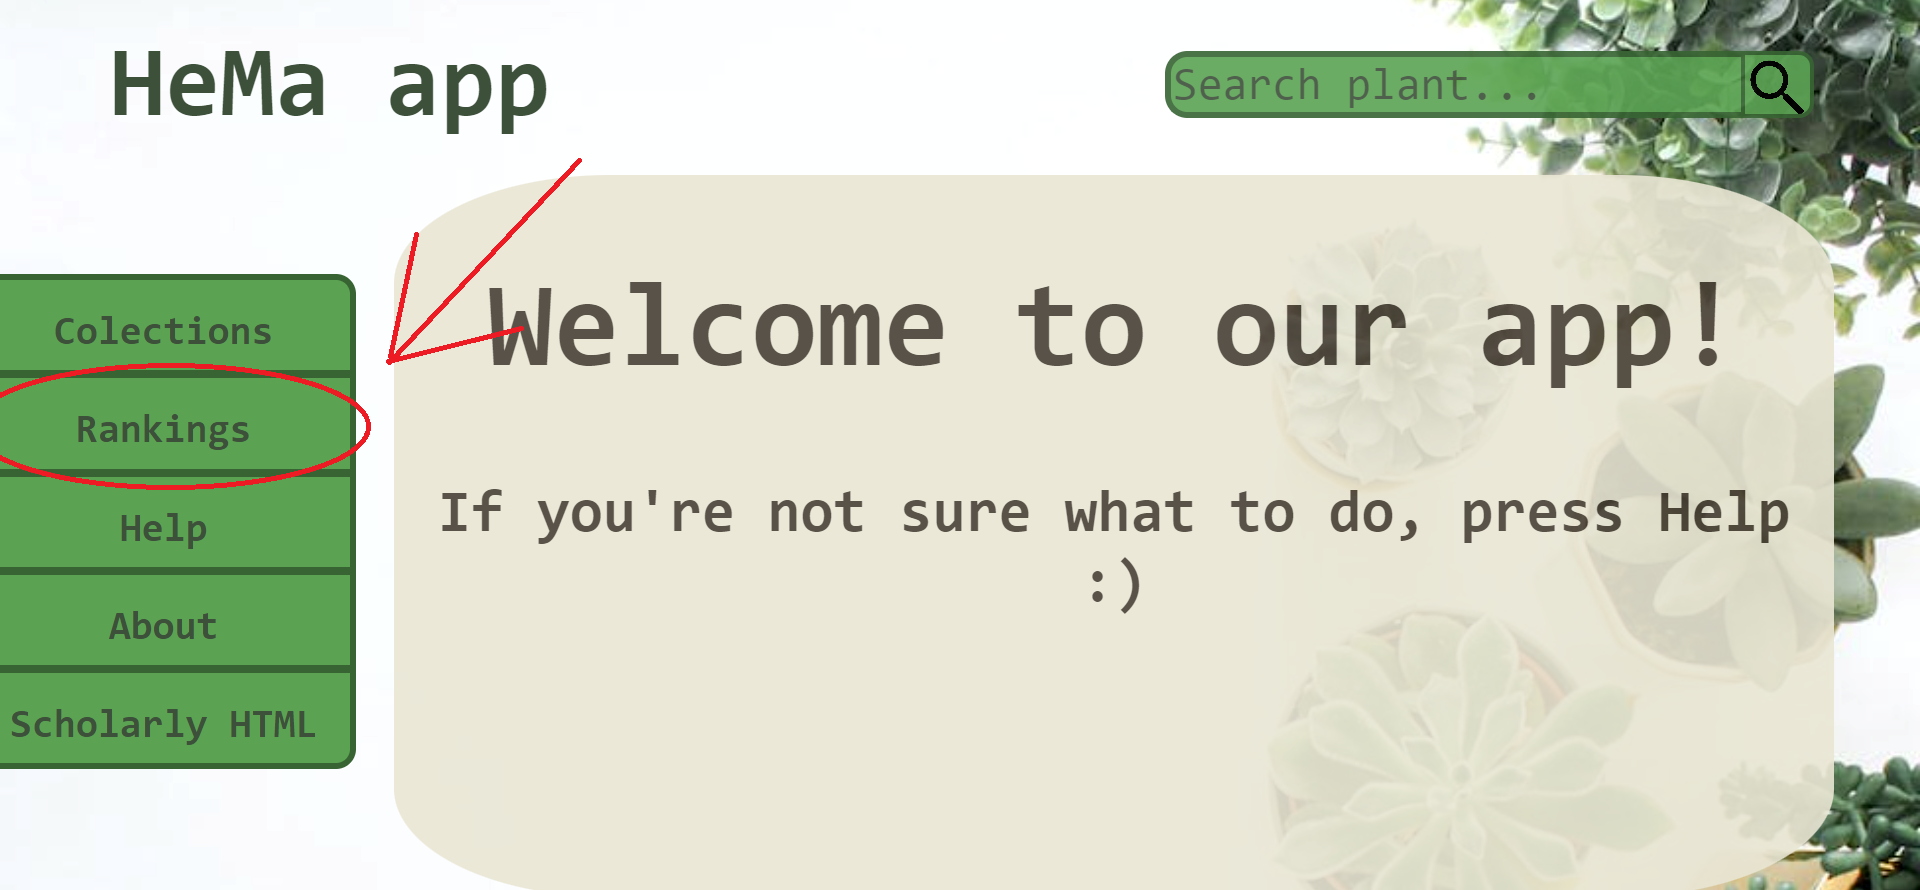 HeMa app
Search plant...
Colections
Rankings
Help
About
Scholarly HTML
Welcome to our app!
If you're not sure what to do, press Help
:)